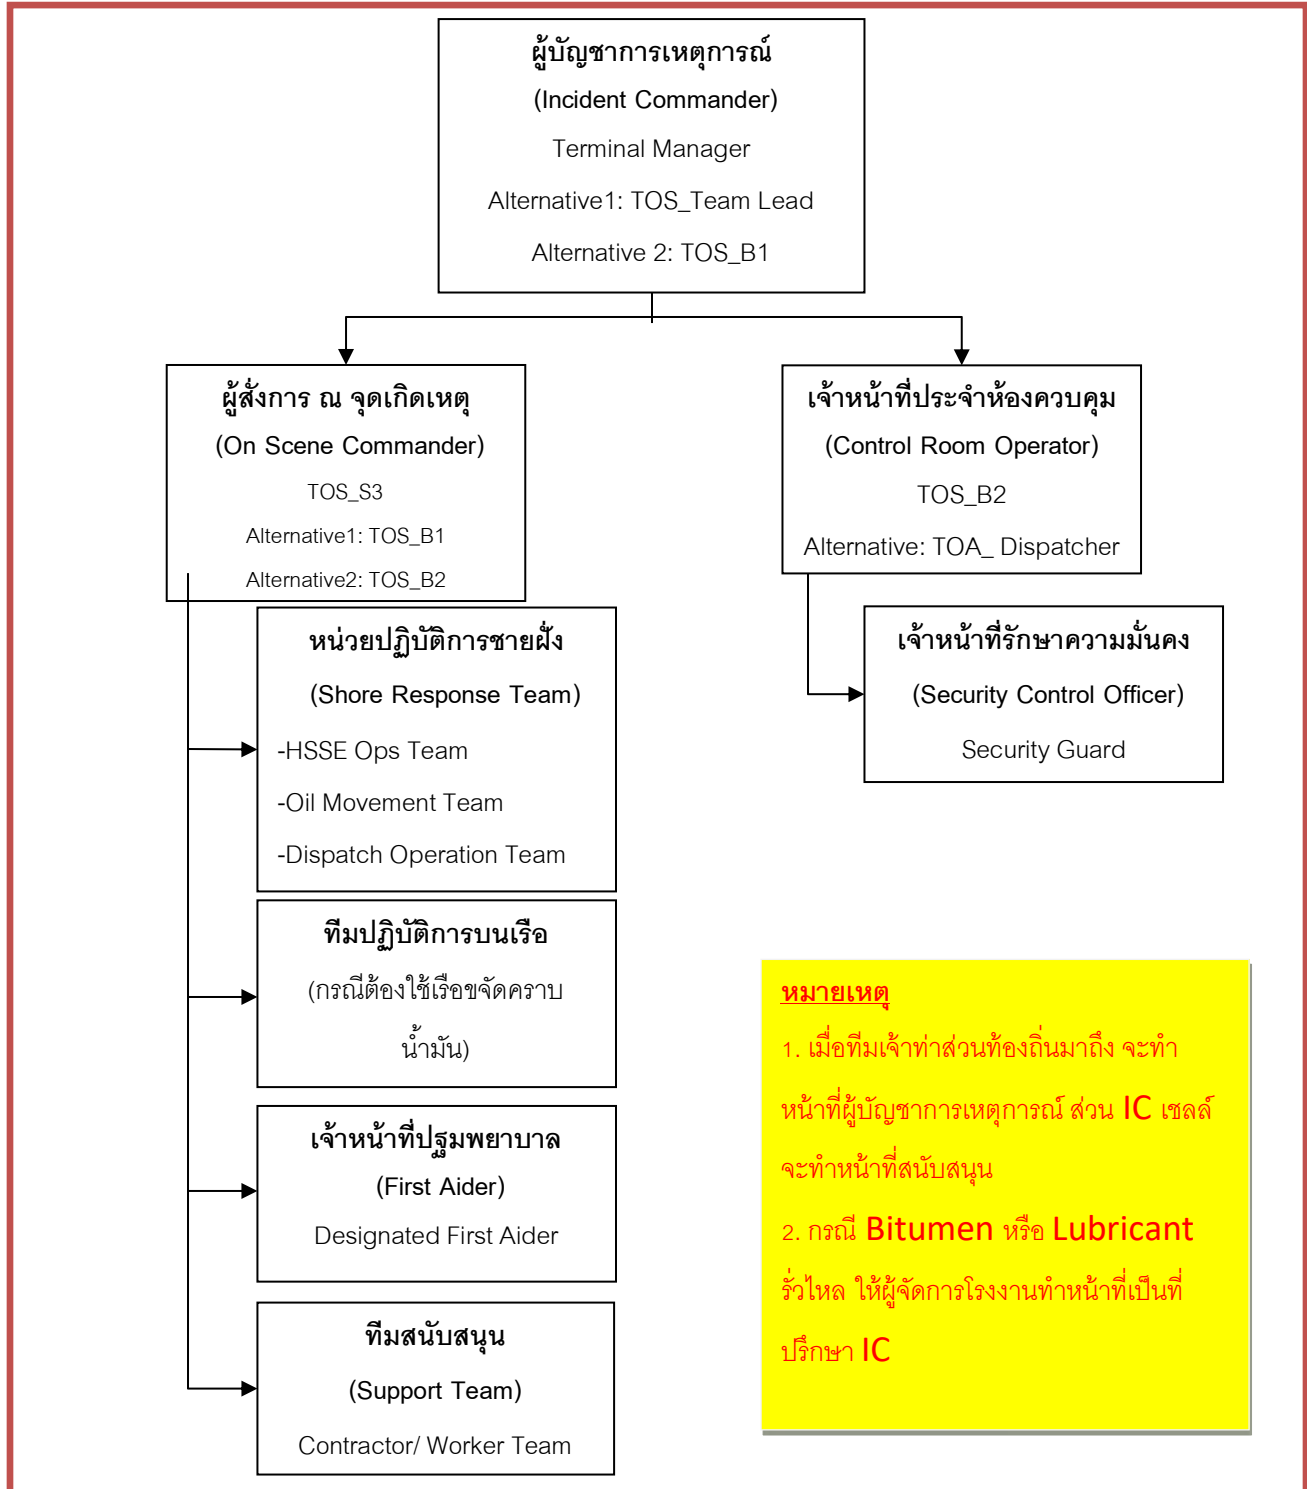 ผู้บัญชาการเหตุการณ์
(Incident Commander)
Terminal Manager
Alternative1: TOS_Team Lead
Alternative 2: TOS_B1
ผู้สั่งการ ณ จุดเกิดเหตุ
(On Scene Commander)
TOS_S3
Alternative1: TOS_B1
Alternative2: TOS_B2
เจ้าหน้าที่ประจำห้องควบคุม
(Control Room Operator)
TOS_B2
Alternative: TOA_ Dispatcher
หน่วยปฏิบัติการชายฝั่ง
(Shore Response Team)
-HSSE Ops Team
-Oil Movement Team
-Dispatch Operation Team
เจ้าหน้าที่รักษาความมั่นคง
(Security Control Officer)
Security Guard
ทีมปฏิบัติการบนเรือ
(กรณีต้องใช้เรือขจัดคราบ
น้ำมัน)
เจ้าหน้าที่ปฐมพยาบาล
(First Aider)
Designated First Aider
ทีมสนับสนุน
(Support Team)
Contractor/ Worker Team
หมายเหตุ
1. เมื่อทีมเจ้าท่าส่วนท้องถิ่นมาถึง จะทำ
หน้าที่ผู้บัญชาการเหตุการณ์ ส่วน IC เชลล์
จะทำหน้าที่สนับสนุน
2. กรณี Bitumen หรือ Lubricant
รั่วไหล ให้ผู้จัดการโรงงานทำหน้าที่เป็นที่
ปรึกษา IC